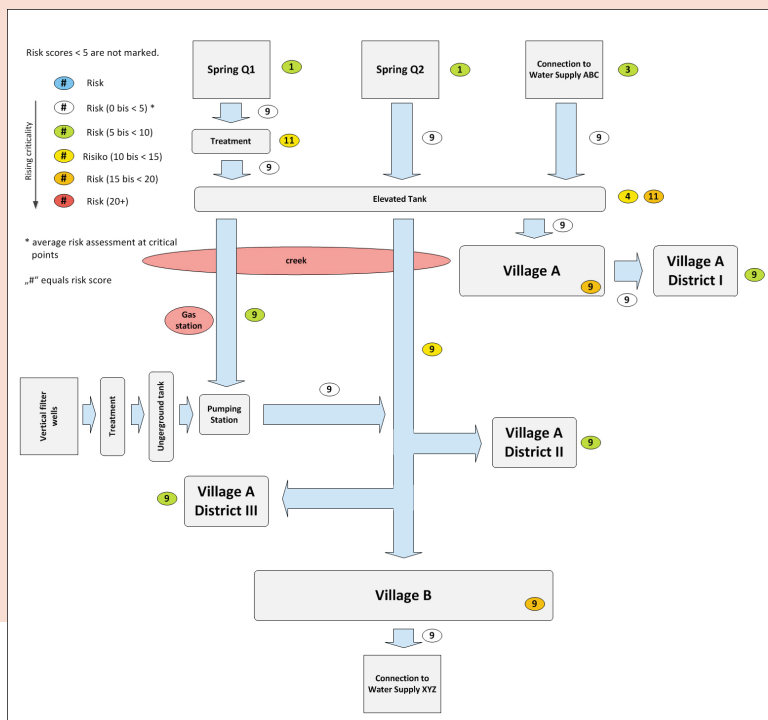 Risk scores < 5 are not marked.
# Risk
# Risk (0 bis < 5) *
# Risk (5 bis < 10)
# Risiko (10 bis < 15)
# Risk (15 bis < 20)
# Risk (20+)
Rising criticality
* average risk assessment at critical
points
„#“ equals risk score
Spring Q1
1
Spring Q2
1
Connection to
Water Supply ABC
3
9
9
9
Treatment
11
9
Elevated Tank
4
11
9
creek
Village A
9
9
Village A
District I
9
Gas
station
9
9
Vertical filter
wells
Treatment
Ungerground tank
Pumping
Station
9
Village A
District II
9
9
Village A
District III
Village B
9
9
Connection to
Water Supply XYZ